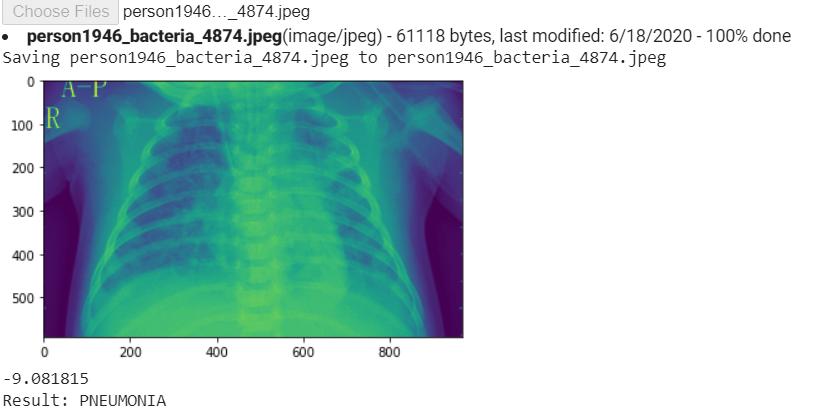 Choose Files person1946…_4874.jpeg
• person1946_bacteria_4874.jpeg(image/jpeg) - 61118 bytes, last modified: 6/18/2020 - 100% done
Saving person1946_bacteria_4874.jpeg to person1946_bacteria_4874.jpeg
0
A-P
R
100
200
300
400
500
0 200 400 600 800
-9.081815
Result: PNEUMONIA